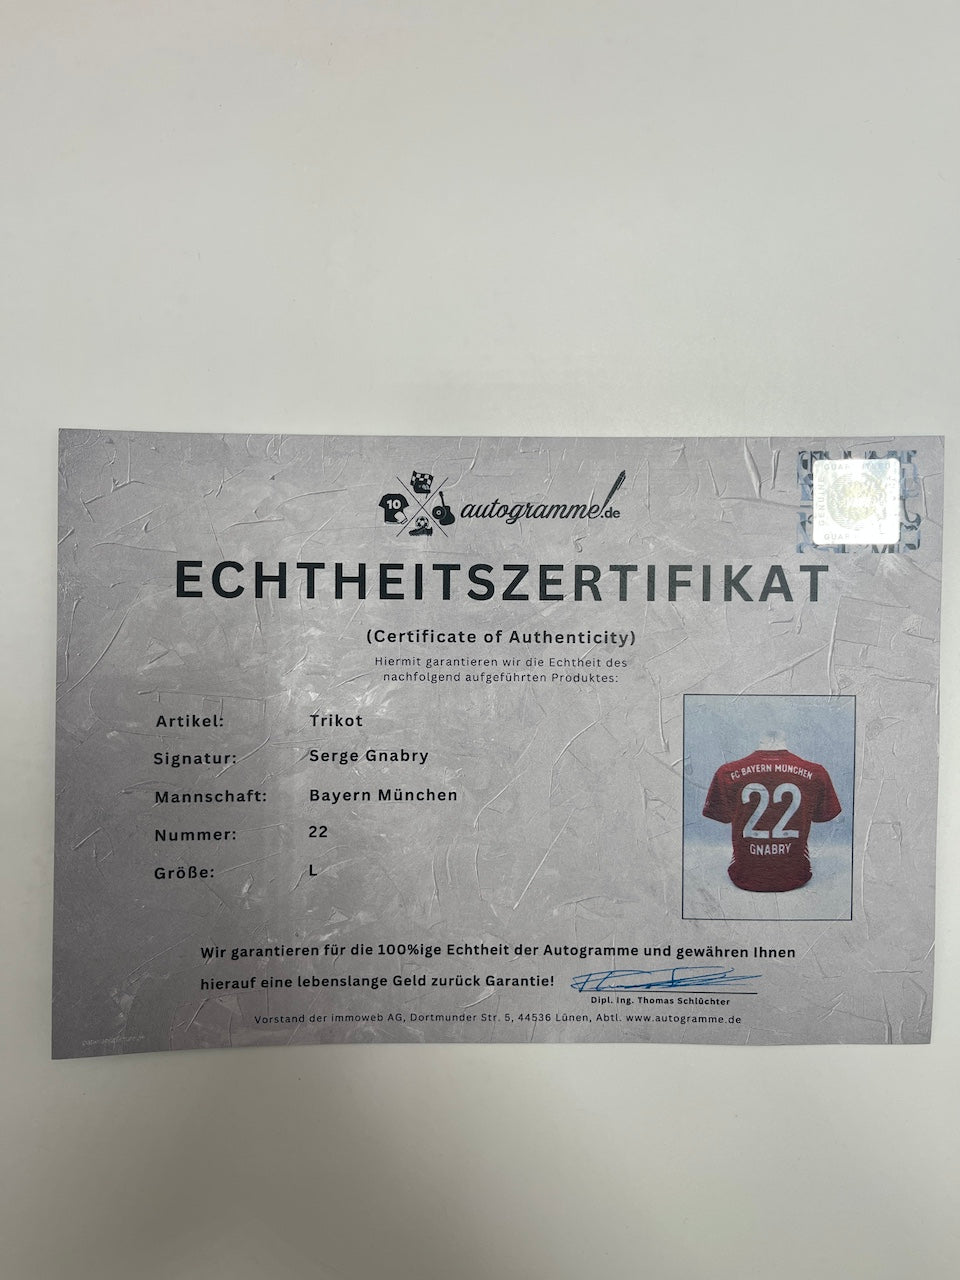 10
autogramme.de
GENUINE
ECHTHEITSZERTIFIKAT
(Certificate of Authenticity)
Hiermit garantieren wir die Echtheit des
nachfolgend aufgeführten Produktes:
Artikel: Trikot
Signatur: Serge Gnabry
Mannschaft: Bayern München
Nummer: 22
Größe: L
FC BAYERN MÜNCHEN
22
GNABRY
Wir garantieren für die 100%ige Echtheit der Autogramme und gewähren Ihnen
hierauf eine lebenslange Geld zurück Garantie!
Dipl. Ing. Thomas Schlüchter
Vorstand der immoweb AG, Dortmunder Str. 5, 44536 Lünen, Abtl. www.autogramme.de